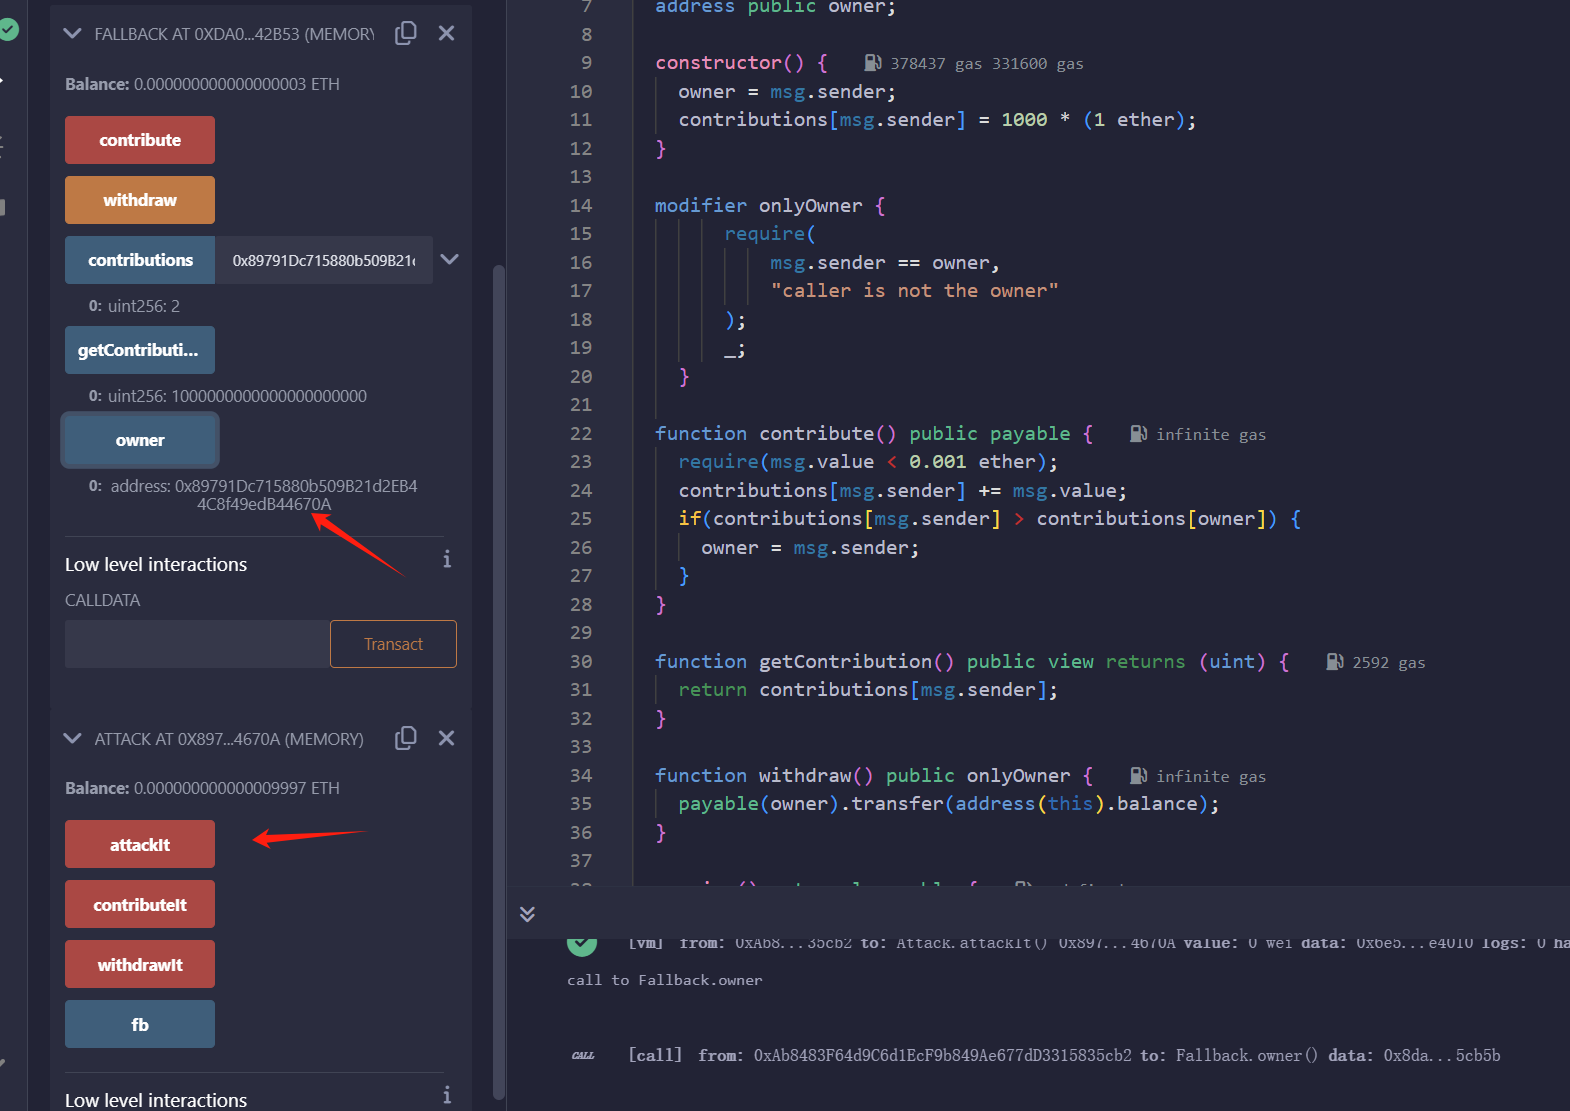 FALLBACK AT 0XDA0...42B53 (MEMORY
Balance: 0.000000000000000003 ETH
contribute
withdraw
contributions 0x89791Dc715880b509B21
0: uint256: 2
getContributi...
0: uint256: 1000000000000000000000
owner
0: address: 0x89791Dc715880b509B21d2EB4
4C8f49edB44670A
Low level interactions
i
CALLDATA
Transact
ATTACK AT 0X897...4670A (MEMORY)
Balance: 0.000000000000009997 ETH
attackIt
contributeIt
withdrawIt
fb
Low level interactions
i
7 address public owner;
8
9 constructor() { 378437 gas 331600 gas
10 owner = msg.sender;
11 contributions[msg.sender] = 1000 * (1 ether);
12 }
13
14 modifier onlyOwner {
15 require(
16 msg.sender == owner,
17 "caller is not the owner"
18 );
19 _;
20 }
21
22 function contribute() public payable { infinite gas
23 require(msg.value < 0.001 ether);
24 contributions[msg.sender] += msg.value;
25 if(contributions[msg.sender] > contributions[owner]) {
26 owner = msg.sender;
27 }
28 }
29
30 function getContribution() public view returns (uint) { 2592 gas
31 return contributions[msg.sender];
32 }
33
34 function withdraw() public onlyOwner { infinite gas
35 payable(owner).transfer(address(this).balance);
36 }
37
[vm] from: 0xAb8...35cb2 to: Attack.attackIt() 0x897...4670A value: 0 wei data: 0x6e5...e4010 logs: 0 ha
call to Fallback.owner
CALL [call] from: 0xAb8483F64d9C6d1EcF9b849Ae677dD3315835cb2 to: Fallback.owner() data: 0x8da...5cb5b